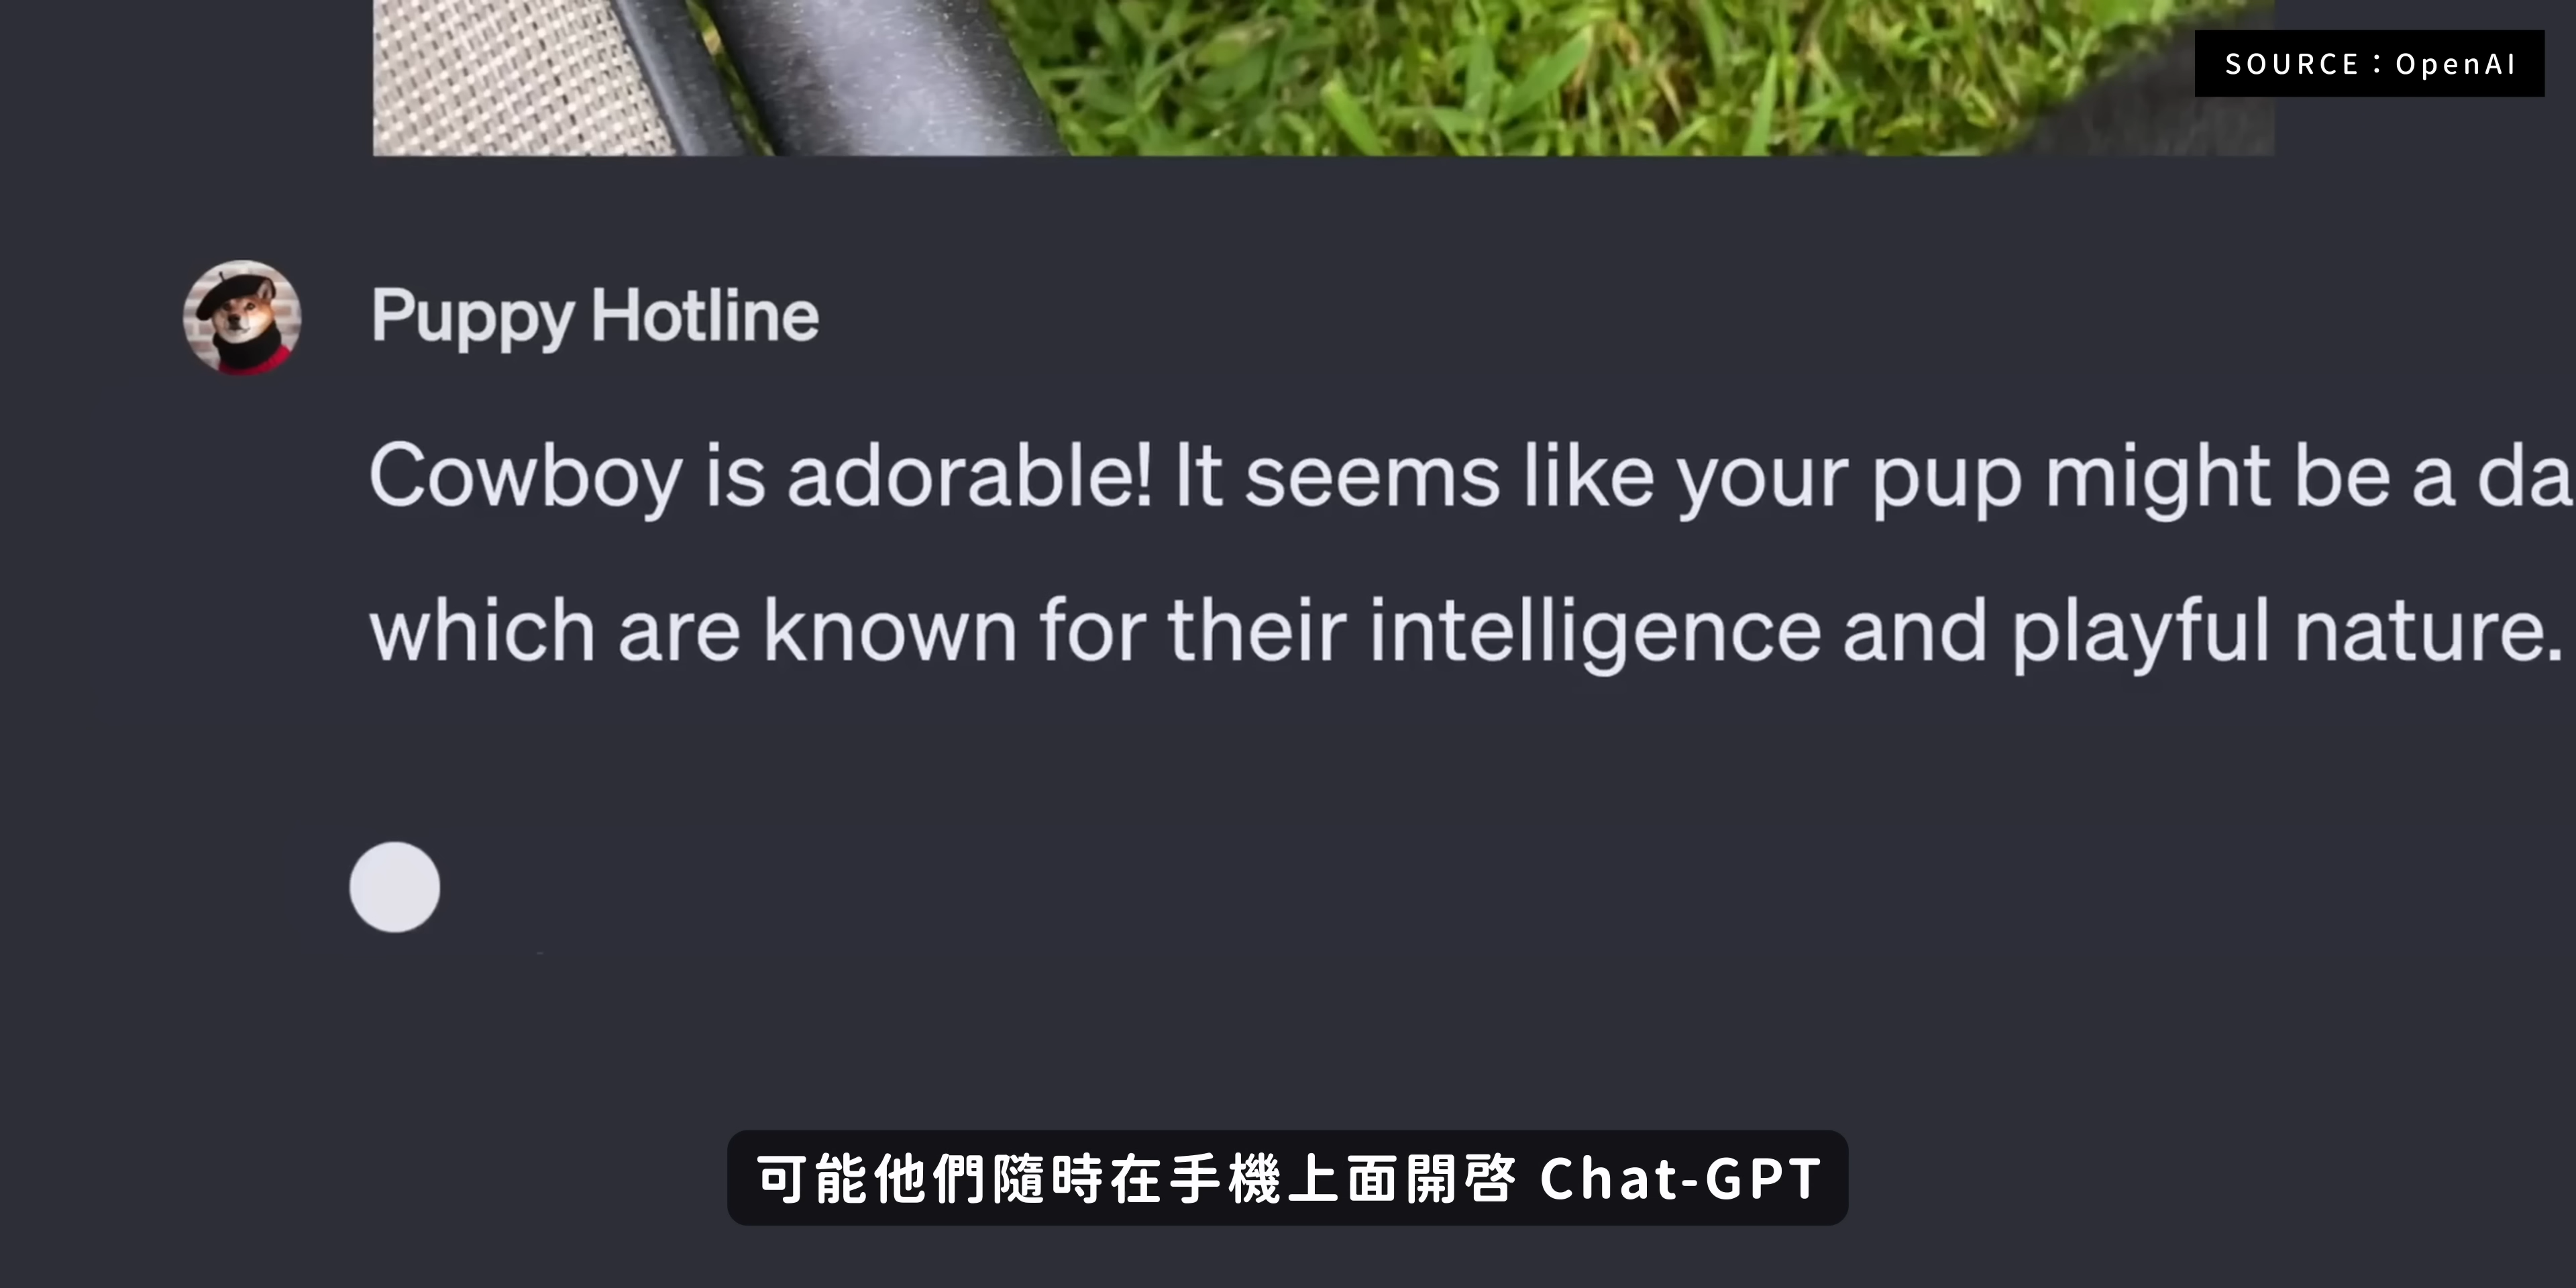 SOURCE：OpenAI
Puppy Hotline
Cowboy is adorable! It seems like your pup might be a da
which are known for their intelligence and playful nature.
可能他們隨時在手機上面開啓 Chat-GPT